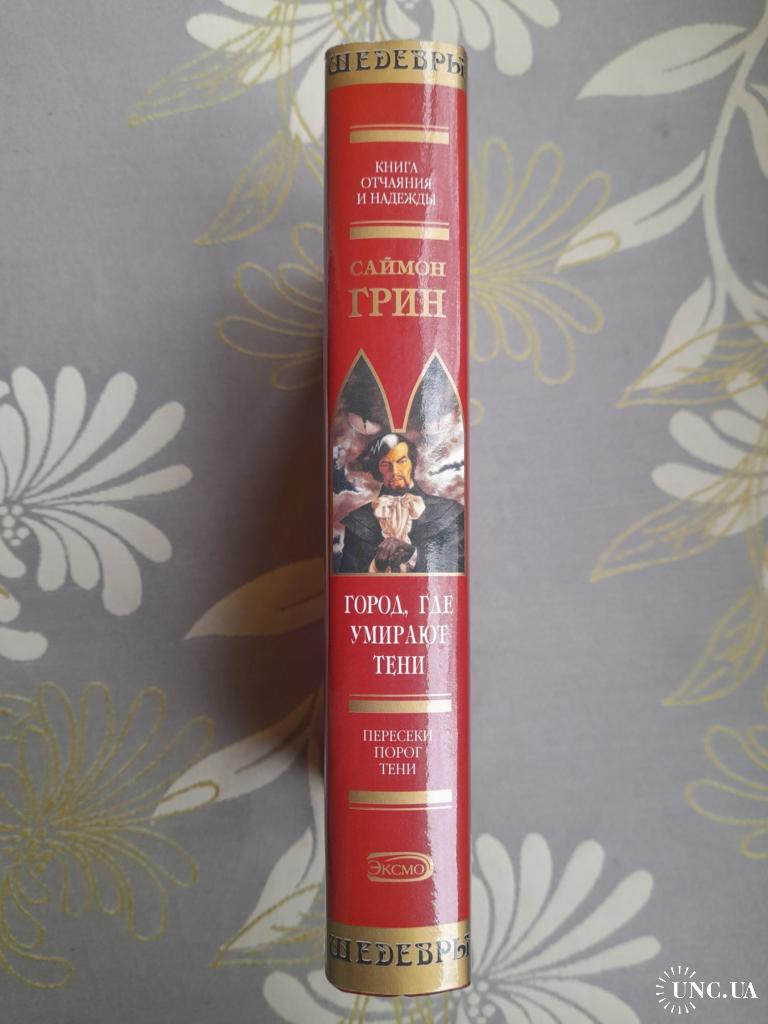 ШЕДЕВРЫ
КНИГА
ОТЧАЯНИЯ
И НАДЕЖДЫ
САЙМОН
ГРИН
ГОРОД, ГДЕ
УМИРАЮТ
ТЕНИ
ПЕРЕСЕКИ
ПОРОГ
ТЕНИ
ЭКСМО
ШЕДЕВРЫ
UNC.UA